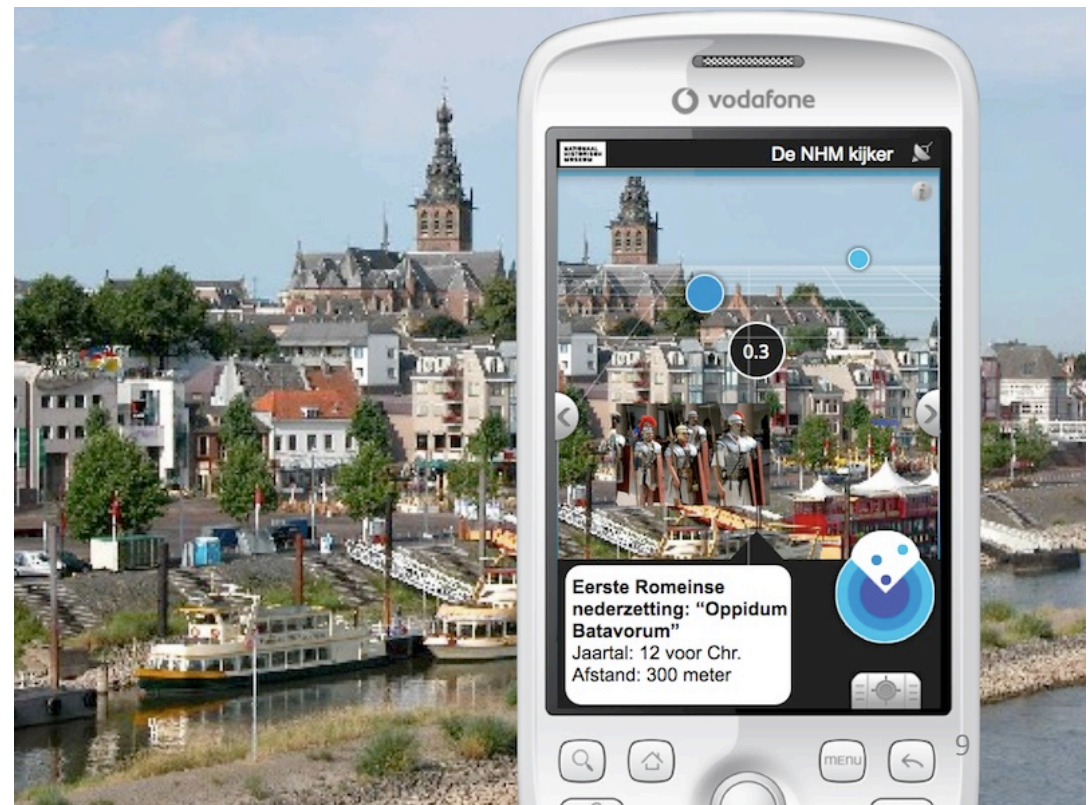 vodafone
NATIONAAL
HISTORISCH
MUSEUM
De NHM kijker
i
0.3
Eerste Romeinse
nederzetting: “Oppidum
Batavorum”
Jaartal: 12 voor Chr.
Afstand: 300 meter
menu
9